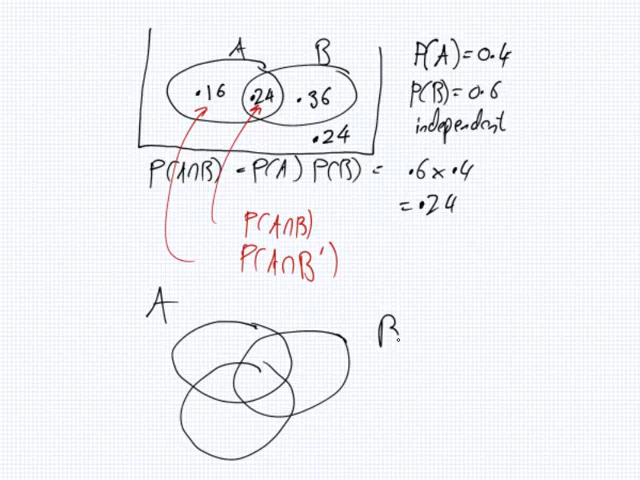 A B
P(A) = 0.4
.16 .24 .36
P(B) = 0.6
independent
.24
P(A∩B) = P(A) P(B) = .6 × .4
= .24
P(A∩B)
P(A∩B')
A
B